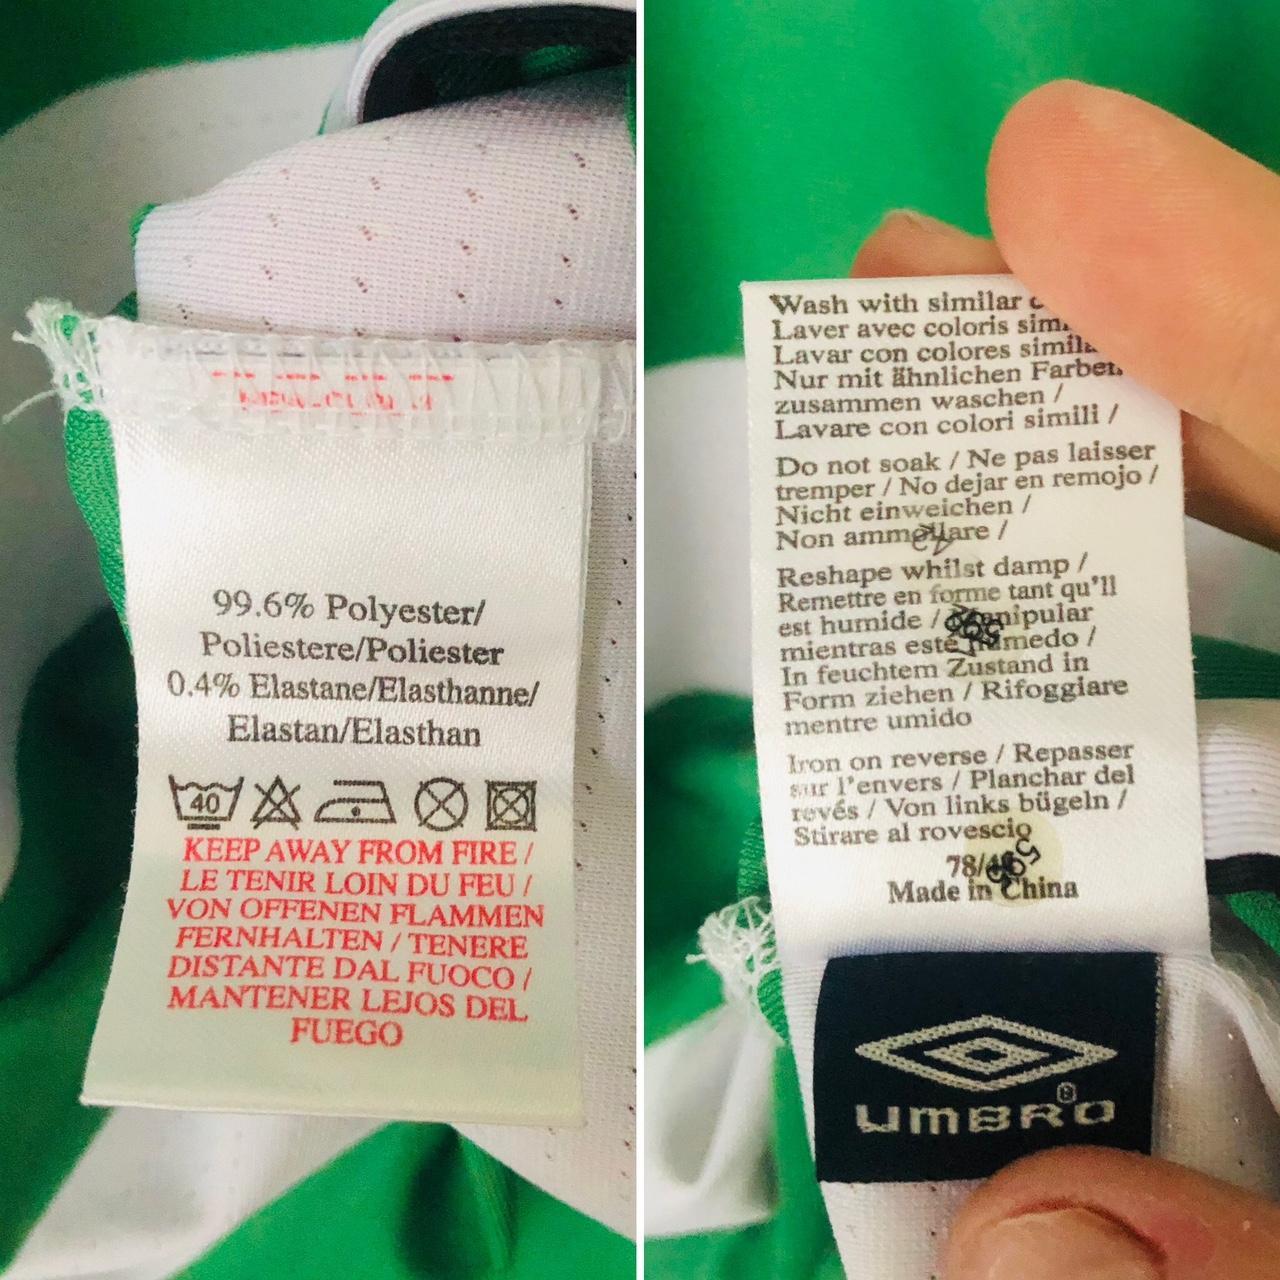 99.6% Polyester/
Poliestere/Poliester
0.4% Elastane/Elasthanne/
Elastan/Elasthan
40
KEEP AWAY FROM FIRE /
LE TENIR LOIN DU FEU /
VON OFFENEN FLAMMEN
FERNHALTEN / TENERE
DISTANTE DAL FUOCO /
MANTENER LEJOS DEL
FUEGO
Wash with similar
Laver avec coloris
Lavar con colores
Nur mit ähnlichen Farben
zusammen waschen /
Lavare con colori simili /
Do not soak / Ne pas laisser
tremper / No dejar en remojo /
Nicht einweichen /
Non ammollare /
Reshape whilst damp /
Remettre en forme tant qu'll
est humide / Manipular
mientras esté humedo /
In feuchtem Zustand in
Form ziehen / Rifoggiare
mentre umido
Iron on reverse / Repasser
sur l'envers / Planchar del
revés / Von links bügeln /
Stirare al rovescio
Made in China
UMBRO